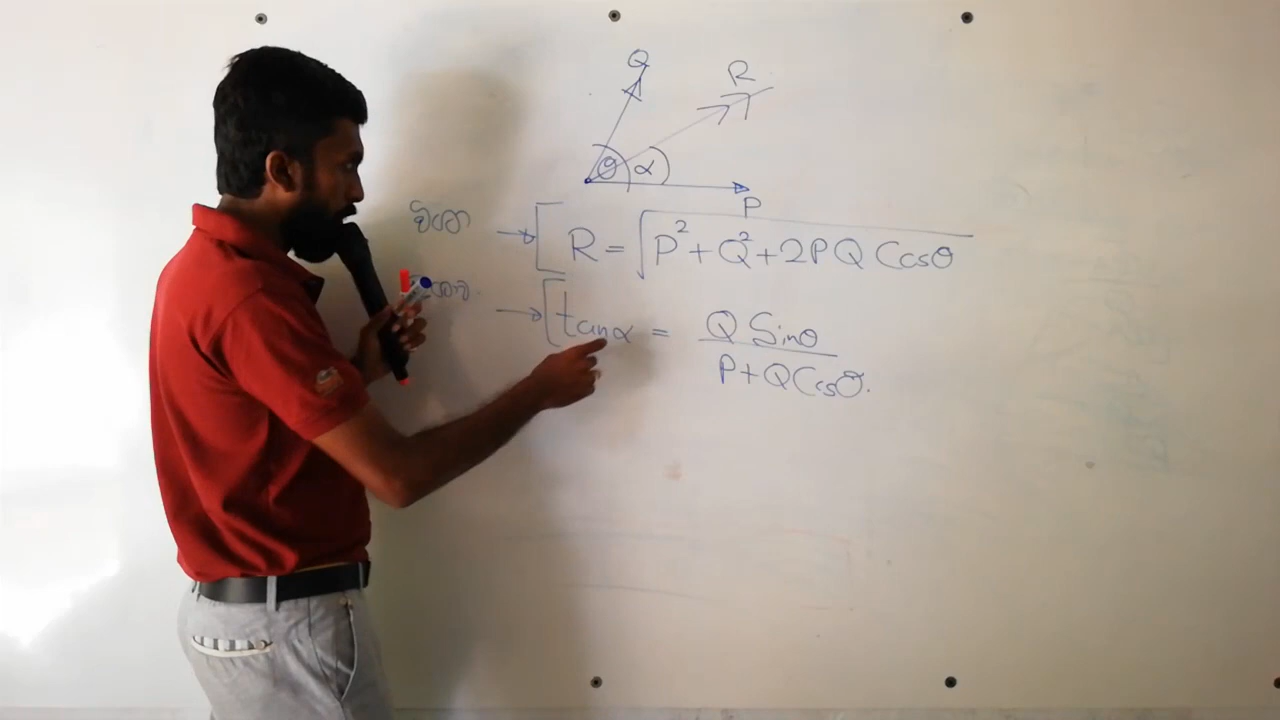 Q
R
θ α
P
විශා R = √P²+Q²+2PQ Cosθ
tanα = Q Sinθ / P+QCosθ.